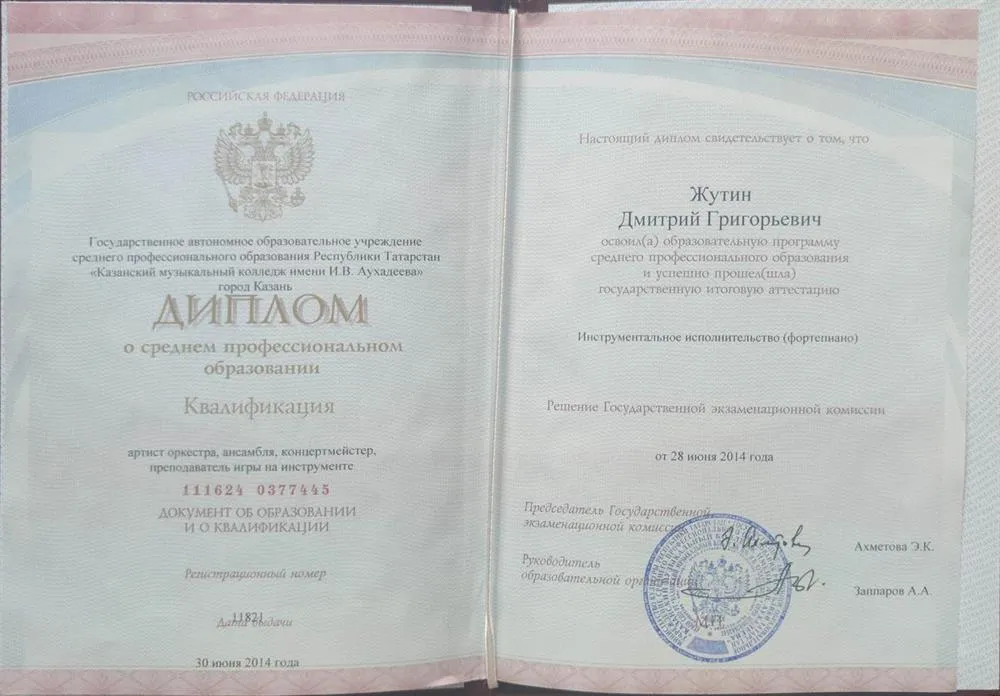 РОССИЙСКАЯ ФЕДЕРАЦИЯ
Государственное автономное образовательное учреждение
среднего профессионального образования Республики Татарстан
«Казанский музыкальный колледж имени И.В. Аухадеева»
город Казань
ДИПЛОМ
о среднем профессиональном
образовании
Квалификация
артист оркестра, ансамбля, концертмейстер,
преподаватель игры на инструменте
111624 0377445
ДОКУМЕНТ ОБ ОБРАЗОВАНИИ
И О КВАЛИФИКАЦИИ
Регистрационный номер
11821
Дата выдачи
30 июня 2014 года
Настоящий диплом свидетельствует о том, что
Жутин
Дмитрий Григорьевич
освоил(а) образовательную программу
среднего профессионального образования
и успешно прошел(шла)
государственную итоговую аттестацию
Инструментальное исполнительство (фортепиано)
Решение Государственной экзаменационной комиссии
от 28 июня 2014 года
Председатель Государственной
экзаменационной комиссии
Ахметова Э.К.
Руководитель
образовательной организации
Заппаров А.А.
М.П.